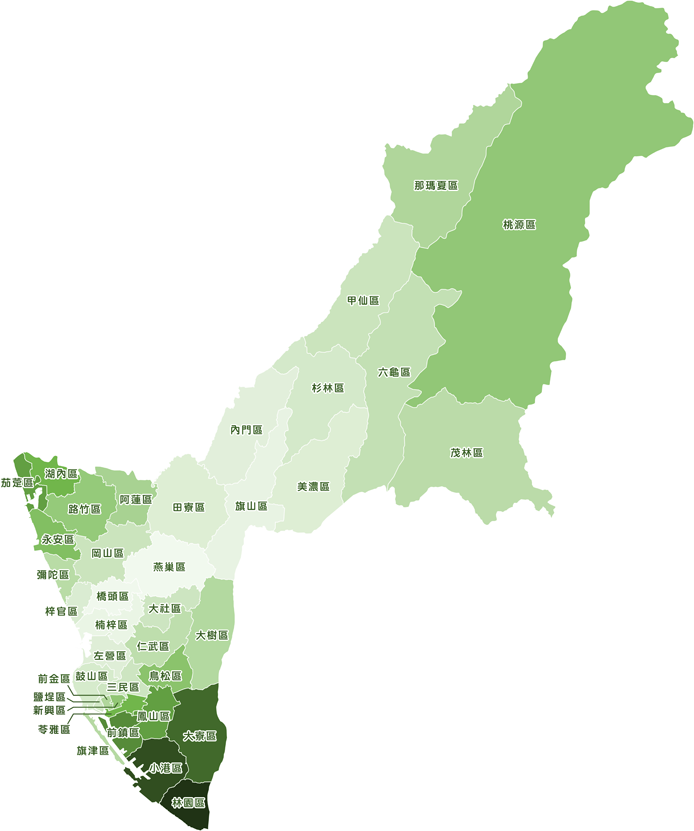 那瑪夏區
桃源區
甲仙區
六龜區
杉林區
內門區
茂林區
湖內區
茄萣區
美濃區
阿蓮區
路竹區
田寮區
旗山區
永安區
岡山區
燕巢區
彌陀區
橋頭區
大社區
梓官區
楠梓區
大樹區
仁武區
左營區
鳥松區
前金區
鼓山區
三民區
鹽埕區
新興區
鳳山區
苓雅區
前鎮區
大寮區
旗津區
小港區
林園區